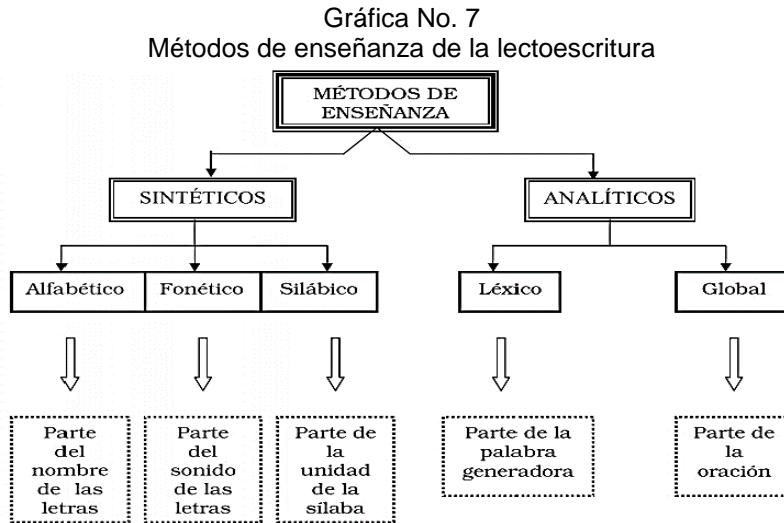 Gráfica No. 7
Métodos de enseñanza de la lectoescritura
MÉTODOS DE
ENSEÑANZA
SINTÉTICOS
ANALÍTICOS
Alfabético
Fonético
Silábico
Léxico
Global
Parte
del
nombre
de las
letras
Parte
del
sonido
de las
letras
Parte de
la
unidad
de la
sílaba
Parte de la
palabra
generadora
Parte de
la
oración